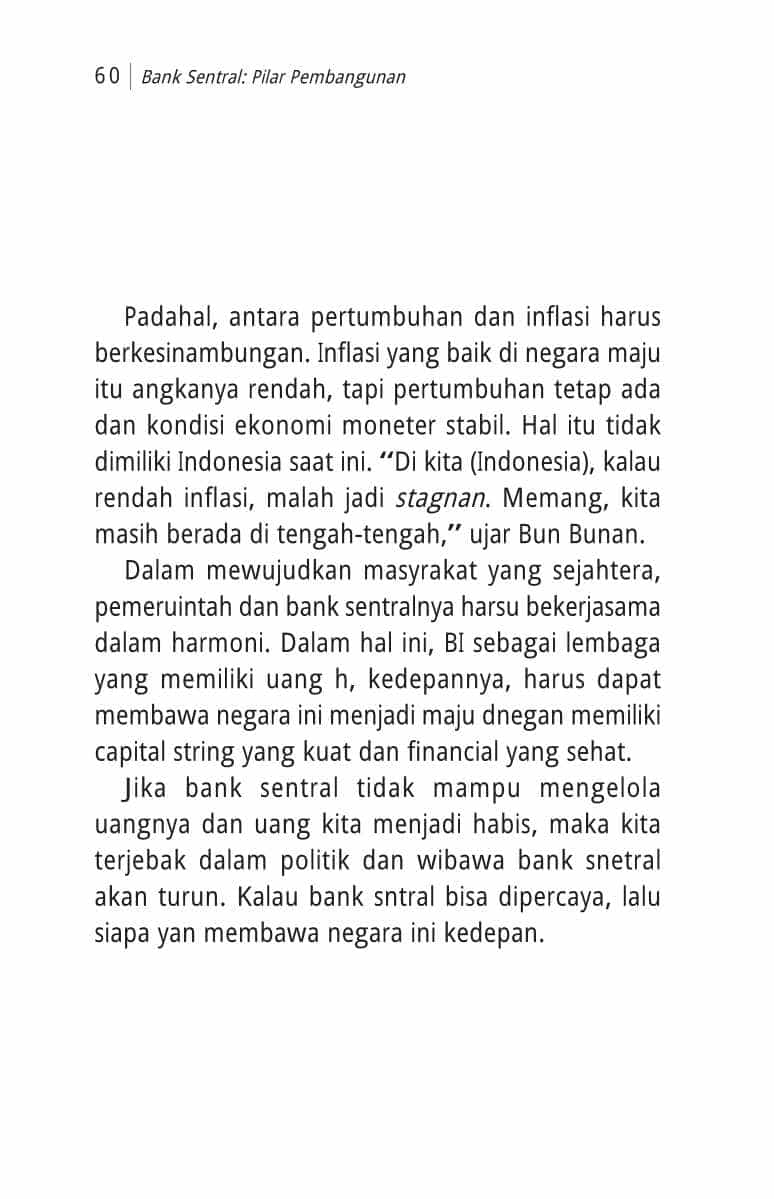 60 | Bank Sentral: Pilar Pembangunan
Padahal, antara pertumbuhan dan inflasi harus
berkesinambungan. Inflasi yang baik di negara maju
itu angkanya rendah, tapi pertumbuhan tetap ada
dan kondisi ekonomi moneter stabil. Hal itu tidak
dimiliki Indonesia saat ini. “Di kita (Indonesia), kalau
rendah inflasi, malah jadi stagnan. Memang, kita
masih berada di tengah-tengah,” ujar Bun Bunan.
Dalam mewujudkan masyrakat yang sejahtera,
pemeruintah dan bank sentralnya harsu bekerjasama
dalam harmoni. Dalam hal ini, BI sebagai lembaga
yang memiliki uang h, kedepannya, harus dapat
membawa negara ini menjadi maju dnegan memiliki
capital string yang kuat dan financial yang sehat.
Jika bank sentral tidak mampu mengelola
uangnya dan uang kita menjadi habis, maka kita
terjebak dalam politik dan wibawa bank snetral
akan turun. Kalau bank sntral bisa dipercaya, lalu
siapa yan membawa negara ini kedepan.